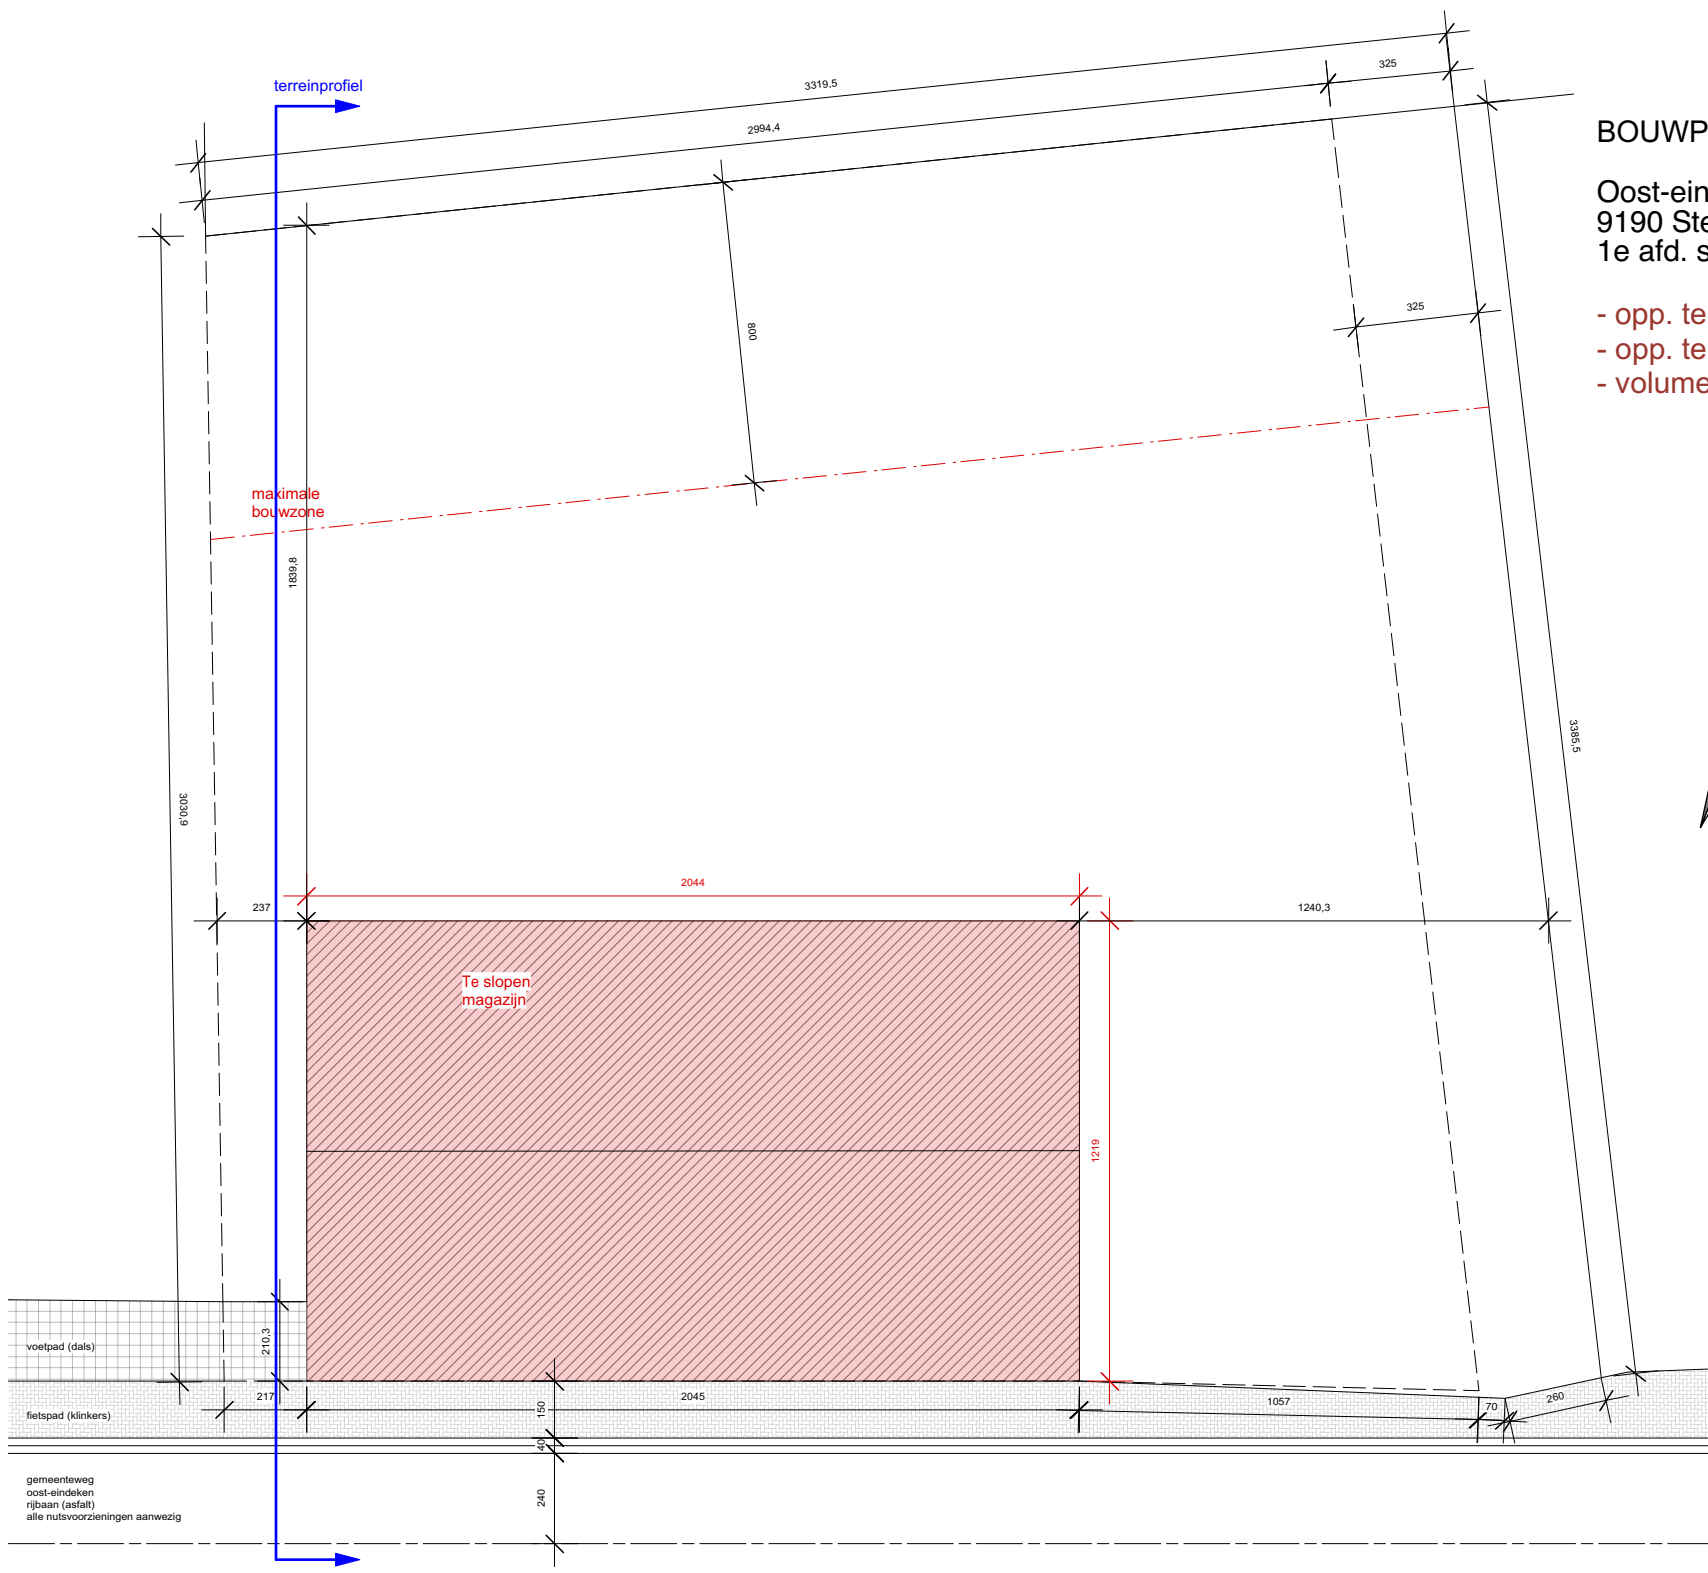 terreinprofiel
3319,5
325
2994,4
BOUWP
Oost-ein
9190 Ste
1e afd. s
- opp. te
- opp. te
- volume
325
800
maximale
bouwzone
1839,8
3385,5
3030,9
2044
237
1240,3
Te slopen
magazijn
1219
210,3
voetpad (dals)
217
2045
1057
70
260
150
fietspad (klinkers)
40
240
gemeenteweg
oost-eindeken
rijbaan (asfalt)
alle nutsvoorzieningen aanwezig